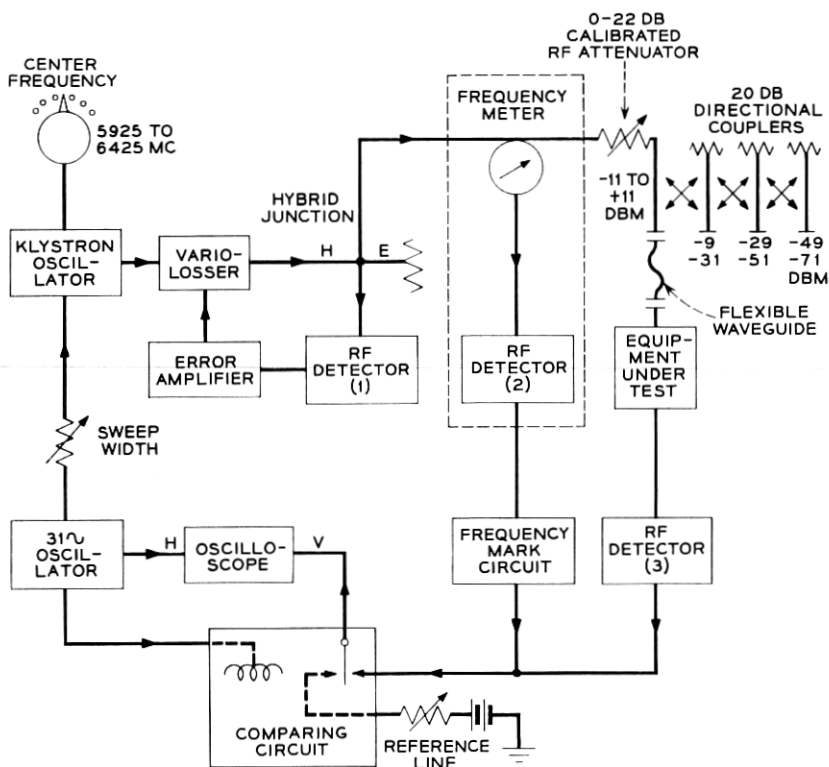 0-22 DB
CALIBRATED
RF ATTENUATOR
CENTER
FREQUENCY
5925 TO
6425 MC
FREQUENCY
METER
20 DB
DIRECTIONAL
COUPLERS
-11 TO
+11
DBM
-9
-31
-29
-51
-49
-71
DBM
HYBRID
JUNCTION
KLYSTRON
OSCIL-
LATOR
VARIO-
LOSSER
H
E
FLEXIBLE
WAVEGUIDE
ERROR
AMPLIFIER
RF
DETECTOR
(1)
RF
DETECTOR
(2)
EQUIP-
MENT
UNDER
TEST
SWEEP
WIDTH
31~
OSCIL-
LATOR
H
OSCILLO-
SCOPE
V
FREQUENCY
MARK
CIRCUIT
RF
DETECTOR
(3)
COMPARING
CIRCUIT
REFERENCE
LINE